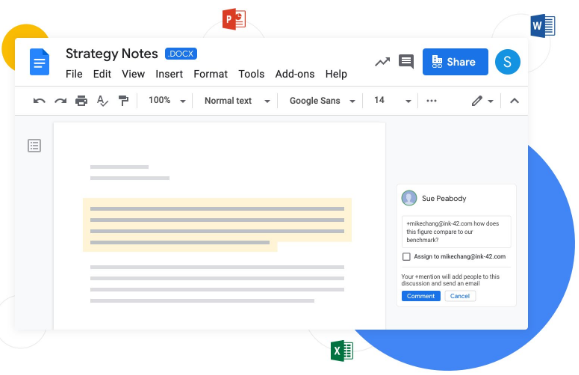 P
W
Strategy Notes .DOCX
File Edit View Insert Format Tools Add-ons Help
Share
S
100% Normal text Google Sans 14
Sue Peabody
+mikechang@ink-42.com how does
this figure compare to our
benchmark?
Assign to mikechang@ink-42.com
Your +mention will add people to this
discussion and send an email
Comment Cancel
X